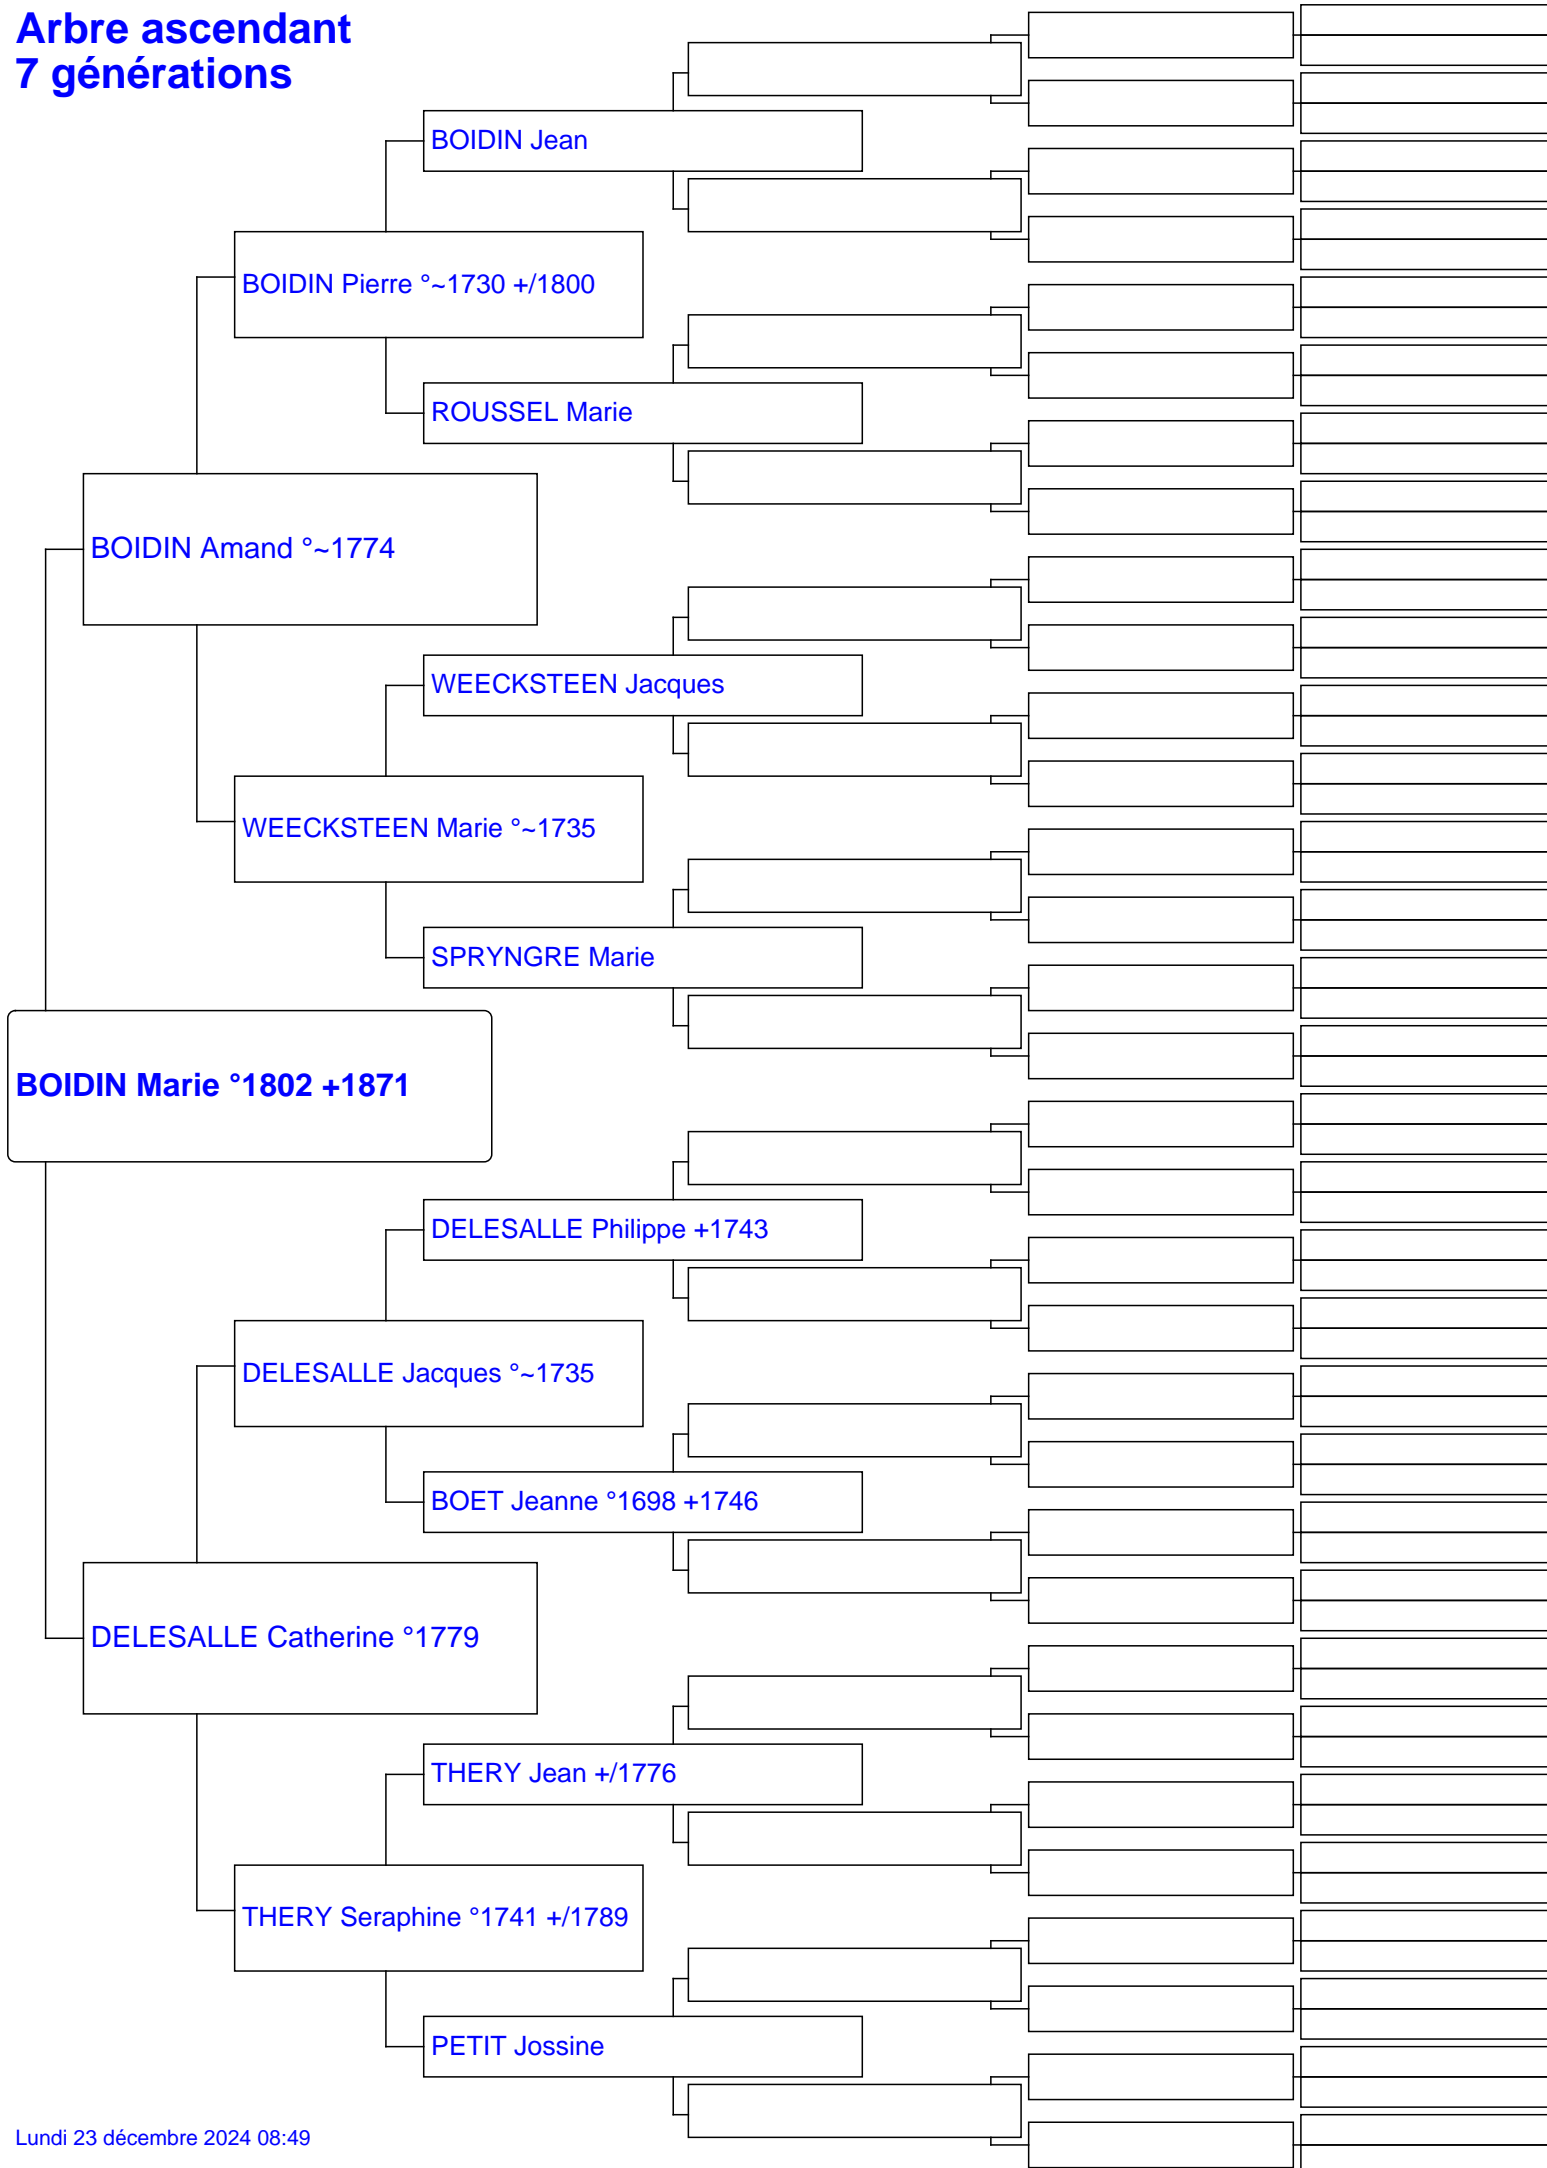 Arbre ascendant
7 générations
BOIDIN Jean
BOIDIN Pierre °~1730 +/1800
ROUSSEL Marie
BOIDIN Amand °~1774
WEECKSTEEN Jacques
WEECKSTEEN Marie °~1735
SPRYNGRE Marie
BOIDIN Marie °1802 +1871
DELESALLE Philippe +1743
DELESALLE Jacques °~1735
BOET Jeanne °1698 +1746
DELESALLE Catherine °1779
THERY Jean +/1776
THERY Seraphine °1741 +/1789
PETIT Jossine
Lundi 23 décembre 2024 08:49